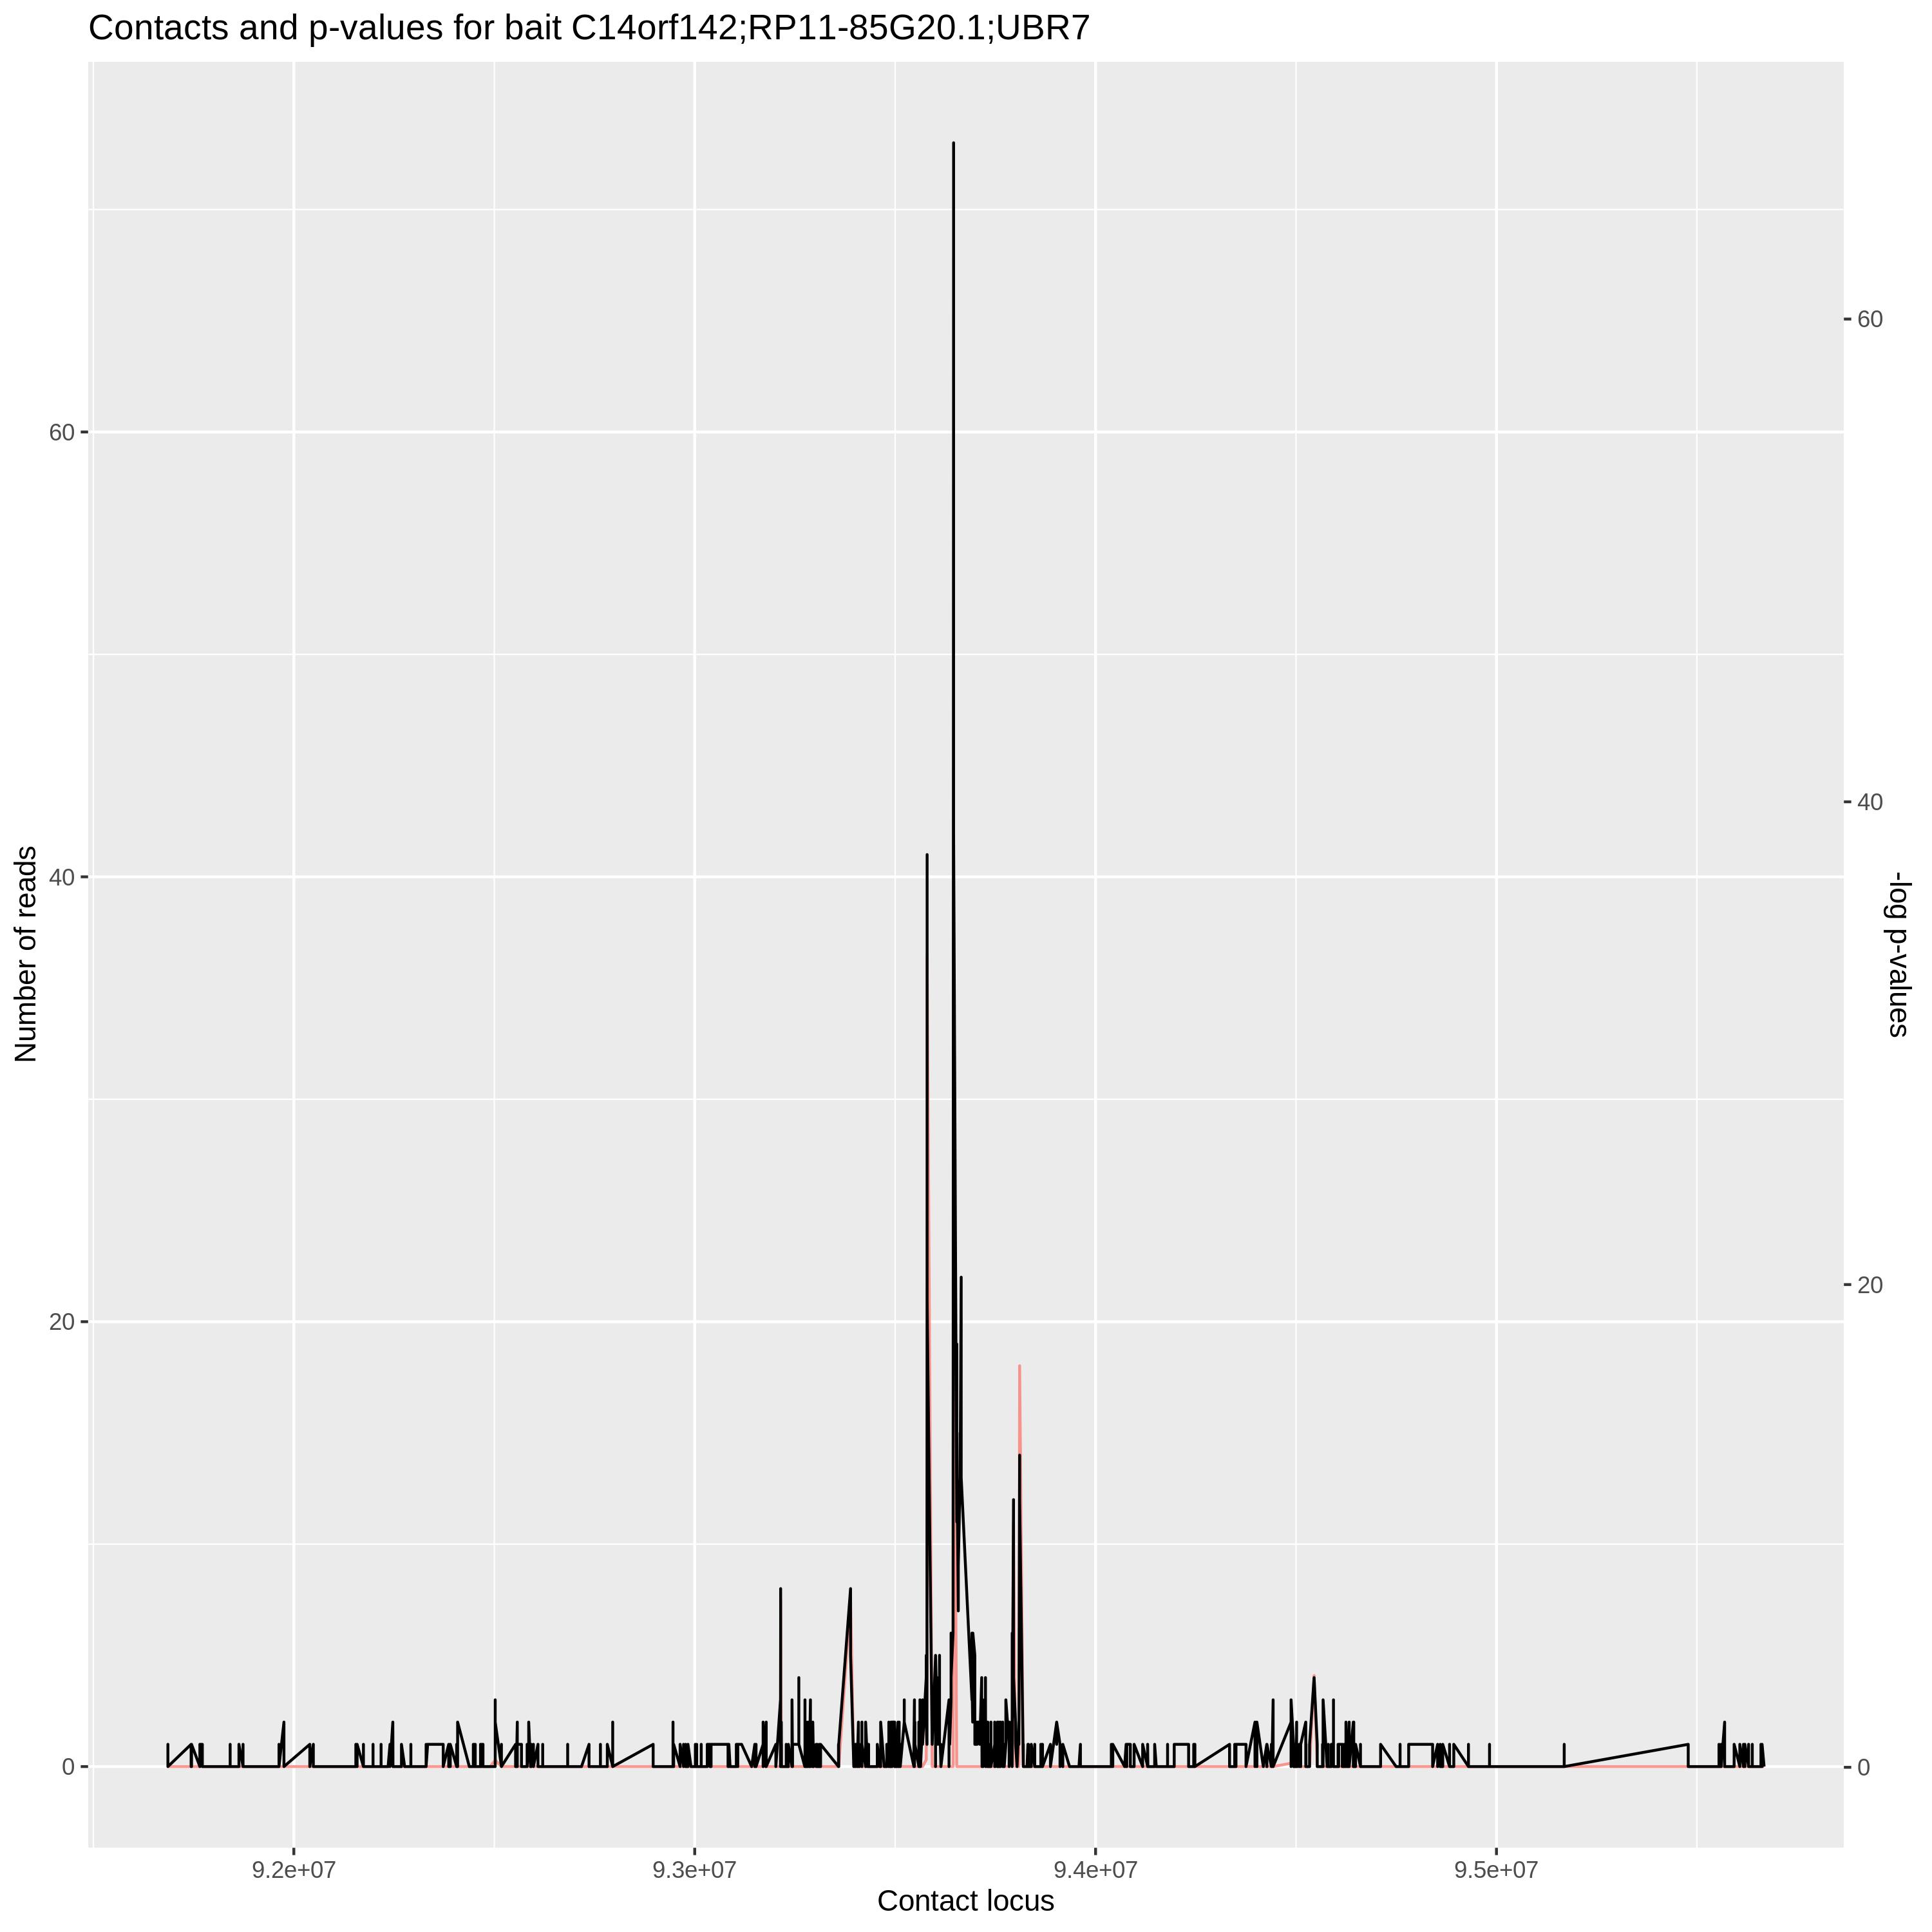 Contacts and p-values for bait C14orf142;RP11-85G20.1;UBR7
Number of reads
60
40
20
0
60
40
20
0
-log p-values
9.2e+07 9.3e+07 9.4e+07 9.5e+07
Contact locus